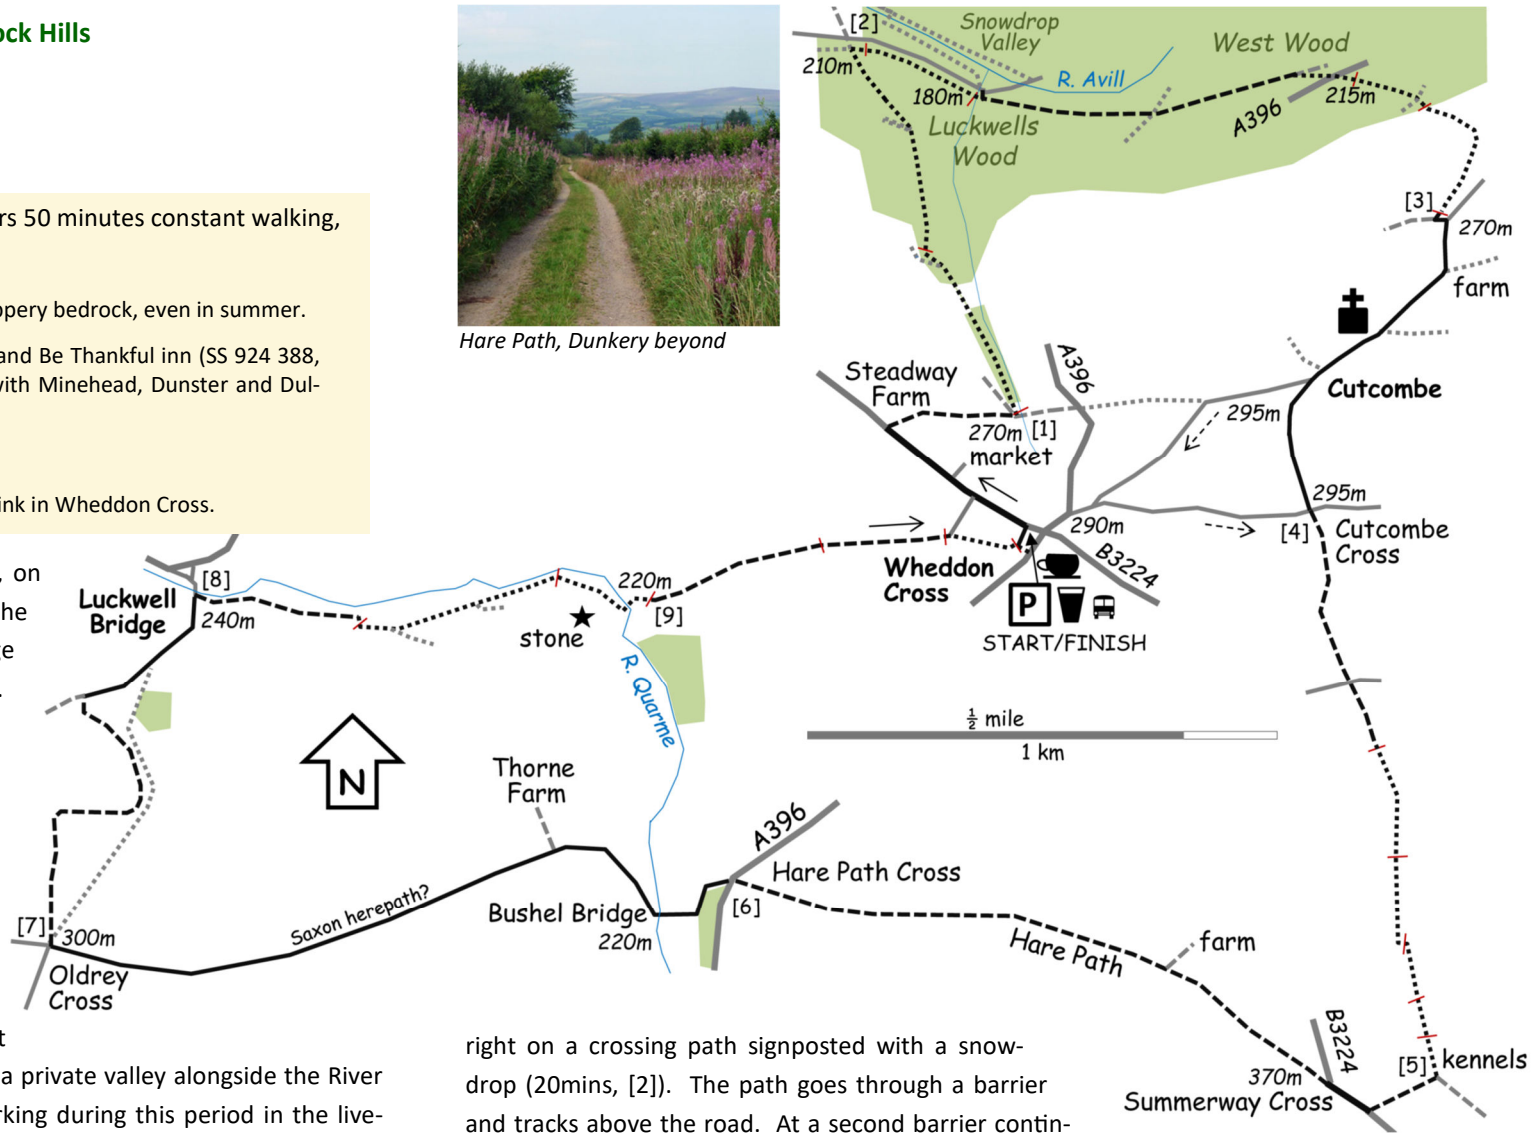 ock Hills
rs 50 minutes constant walking,
ppery bedrock, even in summer.
and Be Thankful inn (SS 924 388,
with Minehead, Dunster and Dul-
ink in Wheddon Cross.
, on
he
ge
.
t
a private valley alongside the River
rking during this period in the live-
Hare Path, Dunkery beyond
right on a crossing path signposted with a snow-
drop (20mins, [2]). The path goes through a barrier
and tracks above the road. At a second barrier contin-
[2]
Snowdrop
Valley
West Wood
210m
R. Avill
180m
A396
215m
Luckwells
Wood
[3]
270m
farm
A396
Steadway
Farm
Cutcombe
295m
270m [1]
market
295m
290m
[4]
Cutcombe
Cross
B3224
Wheddon
Cross
P
START/FINISH
[8]
Luckwell
Bridge
240m
220m
[9]
stone
R. Quarme
½ mile
1 km
N
Thorne
Farm
A396
Hare Path Cross
Saxon herepath?
Bushel Bridge
[6]
220m
[7]
300m
Oldrey
Cross
Hare Path
farm
B3224
[5]
kennels
370m
Summerway Cross